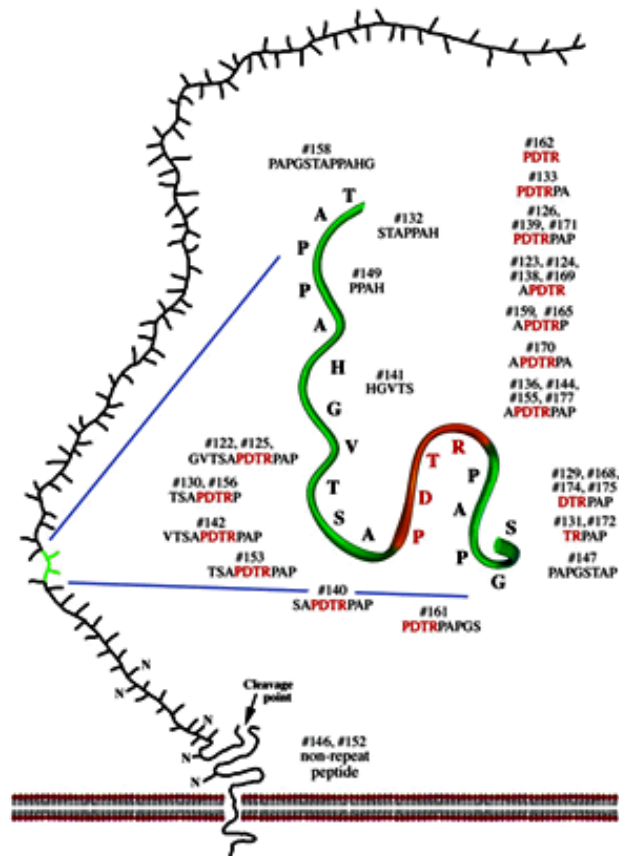 #158
PAPGSTAPPAHG
#132
STAPPAH
#149
PPAH
#141
HGVTS
#122, #125,
GVTSAPDTRPAP
#130, #156
TSAPDTRP
#142
VTSAPDTRPAP
#153
TSAPDTRPAP
#140
SAPDTRPAP
#161
PDTRPAPGS
T
A
P
P
A
H
G
V
T
S
A
P
D
T
R
P
A
P
G
S
#162
PDTR
#133
PDTRPA
#126,
#139, #171
PDTRPAP
#123, #124,
#138, #169
APDTR
#159, #165
APDTRP
#170
APDTRPA
#136, #144,
#155, #177
APDTRPAP
#129, #168,
#174, #175
DTRPAP
#131, #172
TRPAP
#147
PAPGSTAP
N
N
N
N
Cleavage
point
#146, #152
non-repeat
peptide